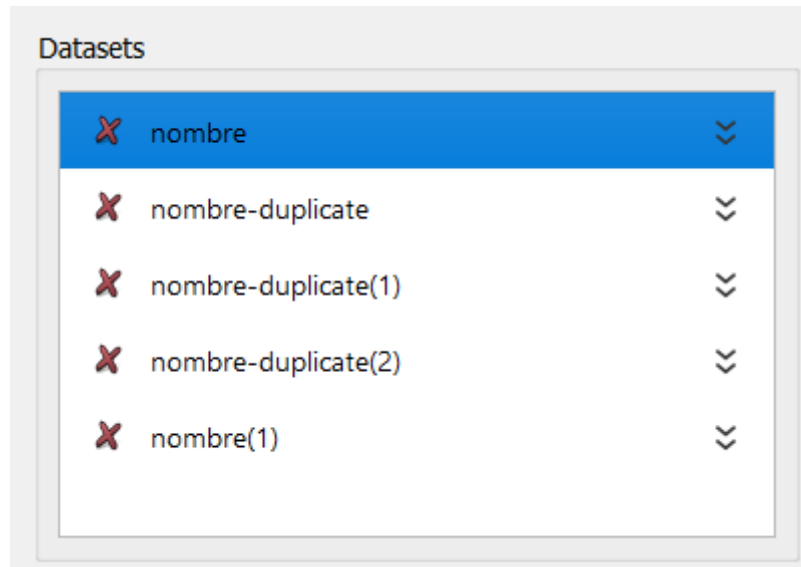 Datasets
nombre
nombre-duplicate
nombre-duplicate(1)
nombre-duplicate(2)
nombre(1)